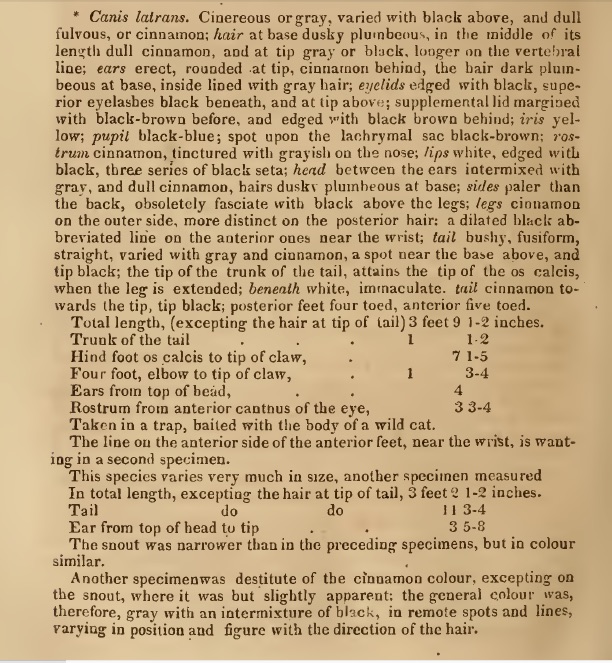 * Canis latrans. Cinereous or gray, varied with black above, and dull
fulvous, or cinnamon; hair at base dusky plumbeous, in the middle of its
length dull cinnamon, and at tip gray or black, longer on the vertebral
line; ears erect, rounded at tip, cinnamon behind, the hair dark plum-
beous at base, inside lined with gray hair; eyelids edged with black, supe-
rior eyelashes black beneath, and at tip above; supplemental lid margined
with black-brown before, and edged with black brown behind; iris yel-
low; pupil black-blue; spot upon the lachrymal sac black-brown; ros-
trum cinnamon, tinctured with grayish on the nose; lips white, edged with
black, three series of black seta; head between the ears intermixed with
gray, and dull cinnamon, hairs dusky plumbeous at base; sides paler than
the back, obsoletely fasciate with black above the legs; legs cinnamon
on the outer side, more distinct on the posterior hair: a dilated black ab-
breviated line on the anterior ones near the wrist; tail bushy, fusiform,
straight, varied with gray and cinnamon, a spot near the base above, and
tip black; the tip of the trunk of the tail, attains the tip of the os calcis,
when the leg is extended; beneath white, immaculate. tail cinnamon to-
wards the tip, tip black; posterior feet four toed, anterior five toed.
Total length, (excepting the hair at tip of tail) 3 feet 9 1-2 inches.
Trunk of the tail . . . 1 1-2
Hind foot os calcis to tip of claw, . 7 1-5
Four foot, elbow to tip of claw, . 1 3-4
Ears from top of head, . . 4
Rostrum from anterior canthus of the eye, 3 3-4
Taken in a trap, baited with the body of a wild cat.
The line on the anterior side of the anterior feet, near the wrist, is want-
ing in a second specimen.
This species varies very much in size, another specimen measured
In total length, excepting the hair at tip of tail, 3 feet 2 1-2 inches.
Tail do do 11 3-4
Ear from top of head to tip . . 3 5-8
The snout was narrower than in the preceding specimens, but in colour
similar.
Another specimenwas destitute of the cinnamon colour, excepting on
the snout, where it was but slightly apparent: the general colour was,
therefore, gray with an intermixture of black, in remote spots and lines,
varying in position and figure with the direction of the hair.